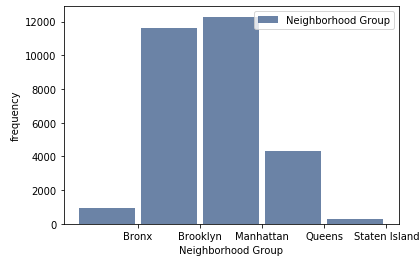 Neighborhood Group
12000
10000
8000
6000
4000
2000
0
frequency
Bronx Brooklyn Manhattan Queens Staten Island
Neighborhood Group